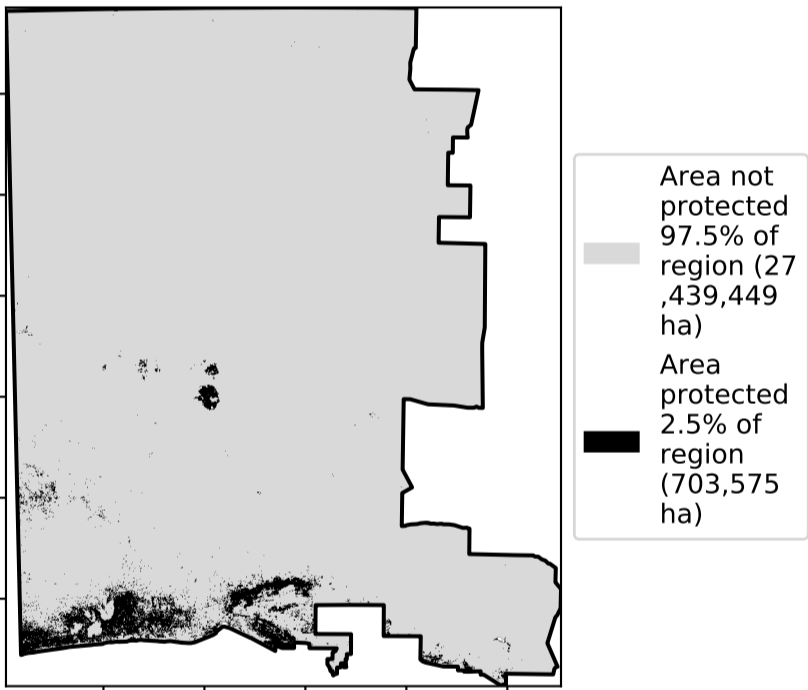 Area not
protected
97.5% of
region (27
,439,449
ha)
Area
protected
2.5% of
region
(703,575
ha)